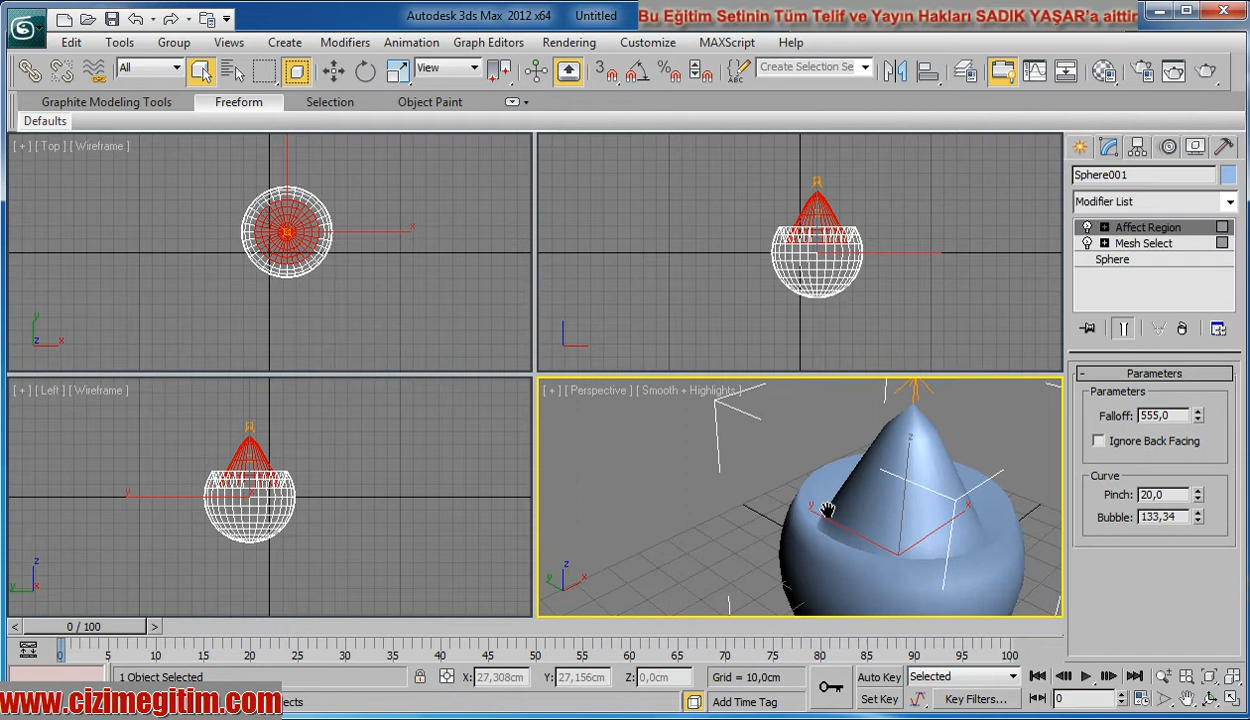 Autodesk 3ds Max 2012 x64 Untitled
Bu Eğitim Setinin Tüm Telif ve Yayın Hakları SADIK YAŞAR'a aittir
Edit Tools Group Views Create Modifiers Animation Graph Editors Rendering Customize MAXScript Help
All View 3 ABC Create Selection Se
Graphite Modeling Tools Freeform Selection Object Paint
Defaults
[ + ] [ Top ] [ Wireframe ]
x
y
z x
Sphere001
Modifier List
Affect Region
Mesh Select
Sphere
[ + ] [ Left ] [ Wireframe ]
y
z
y x
[ + ] [ Perspective ] [ Smooth + Highlights ]
z
y x
z
y x
- Parameters
Parameters
Falloff: 555,0
Ignore Back Facing
Curve
Pinch: 20,0
Bubble: 133,34
< 0 / 100 >
0 5 10 15 20 25 30 35 40 45 50 55 60 65 70 75 80 85 90 95 100
1 Object Selected X: 27,308cm Y: 27,156cm Z: 0,0cm Grid = 10,0cm Auto Key Selected
ects Add Time Tag Set Key Key Filters... 0
www.cizimegitim.com